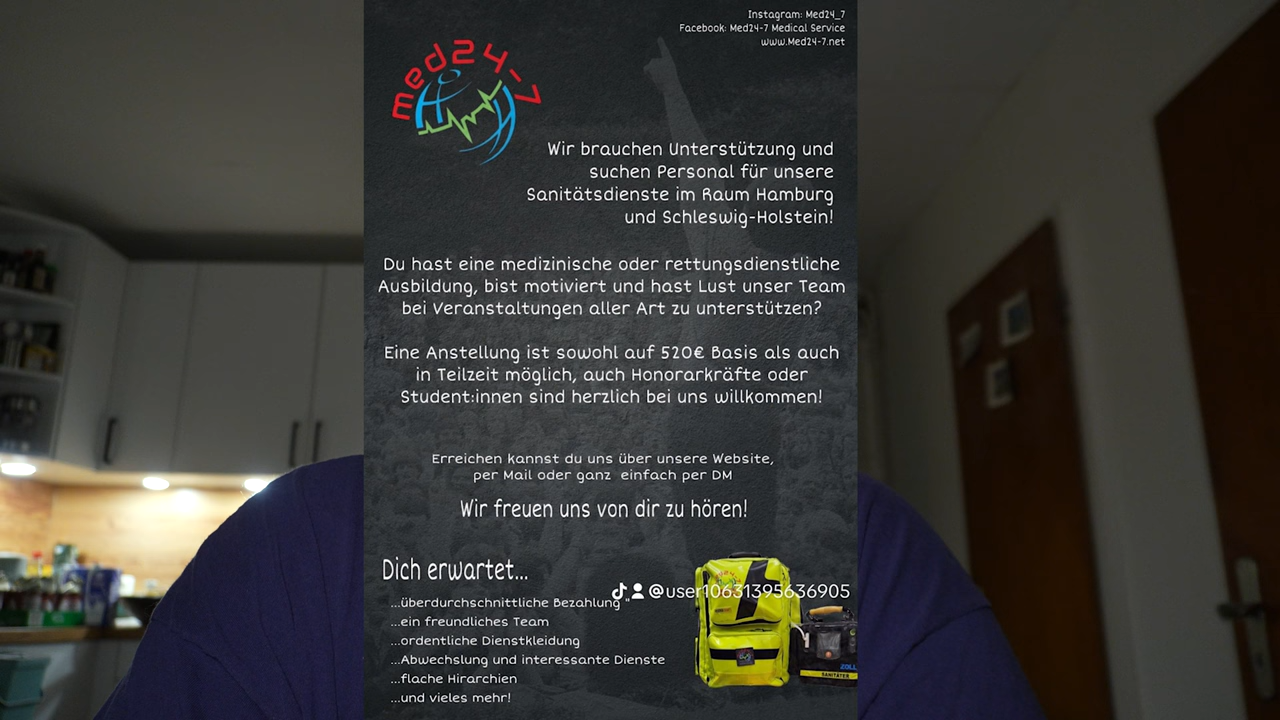 Instagram: Med24_7
Facebook: Med24-7 Medical Service
www.Med24-7.net
med24-7
Wir brauchen Unterstützung und
suchen Personal für unsere
Sanitätsdienste im Raum Hamburg
und Schleswig-Holstein!
Du hast eine medizinische oder rettungsdienstliche
Ausbildung, bist motiviert und hast Lust unser Team
bei Veranstaltungen aller Art zu unterstützen?
Eine Anstellung ist sowohl auf 520€ Basis als auch
in Teilzeit möglich, auch Honorarkräfte oder
Student:innen sind herzlich bei uns willkommen!
Erreichen kannst du uns über unsere Website,
per Mail oder ganz einfach per DM
Wir freuen uns von dir zu hören!
Dich erwartet...
@user10631395636905
...überdurchschnittliche Bezahlung "
...ein freundliches Team
...ordentliche Dienstkleidung
...Abwechslung und interessante Dienste
...flache Hirarchien
...und vieles mehr!
ZOLL
SANITÄTER